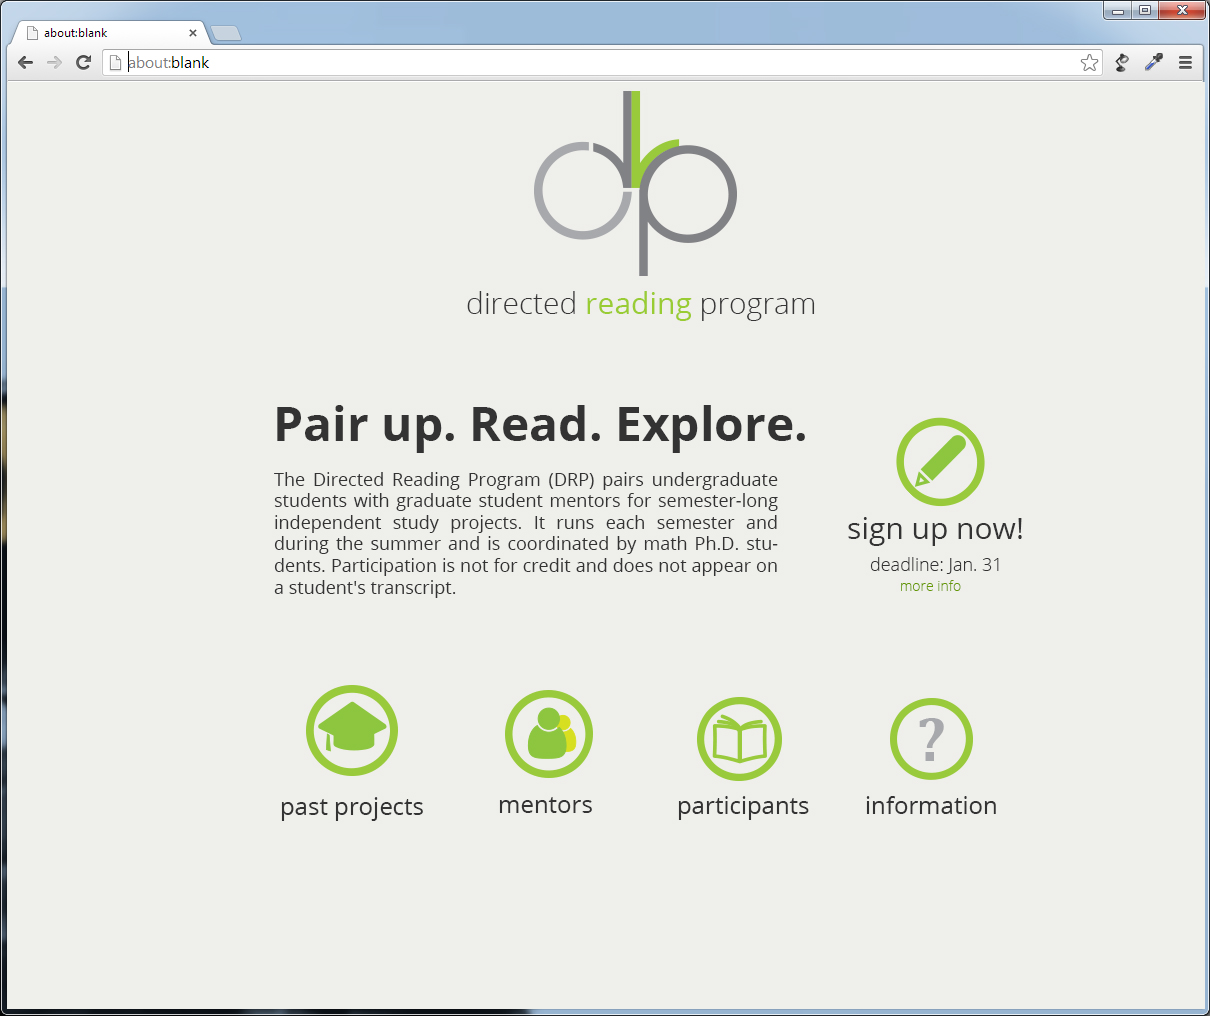 about:blank
about:blank
drp
directed reading program
Pair up. Read. Explore.
The Directed Reading Program (DRP) pairs undergraduate
students with graduate student mentors for semester-long
independent study projects. It runs each semester and
during the summer and is coordinated by math Ph.D. stu-
dents. Participation is not for credit and does not appear on
a student's transcript.
sign up now!
deadline: Jan. 31
more info
?
past projects
mentors
participants
information